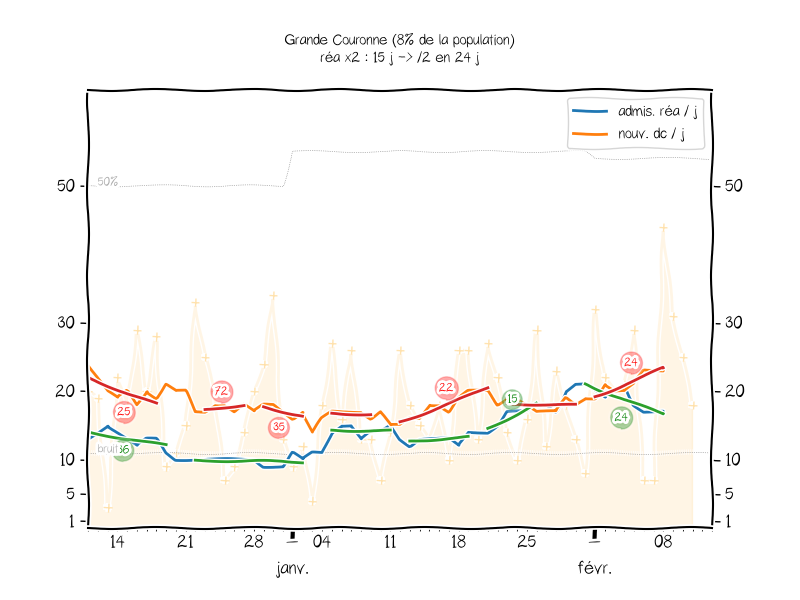 Grande Couronne (8% de la population)
réa x2 : 15 j -> /2 en 24 j
admis. réa / j
nouv. dc / j
50%
50 50
30 30
20 20
10 10
5 5
1 1
25
72
35
22
15
24
24
bruit
14 21 28 04 11 18 25 08
janv. févr.